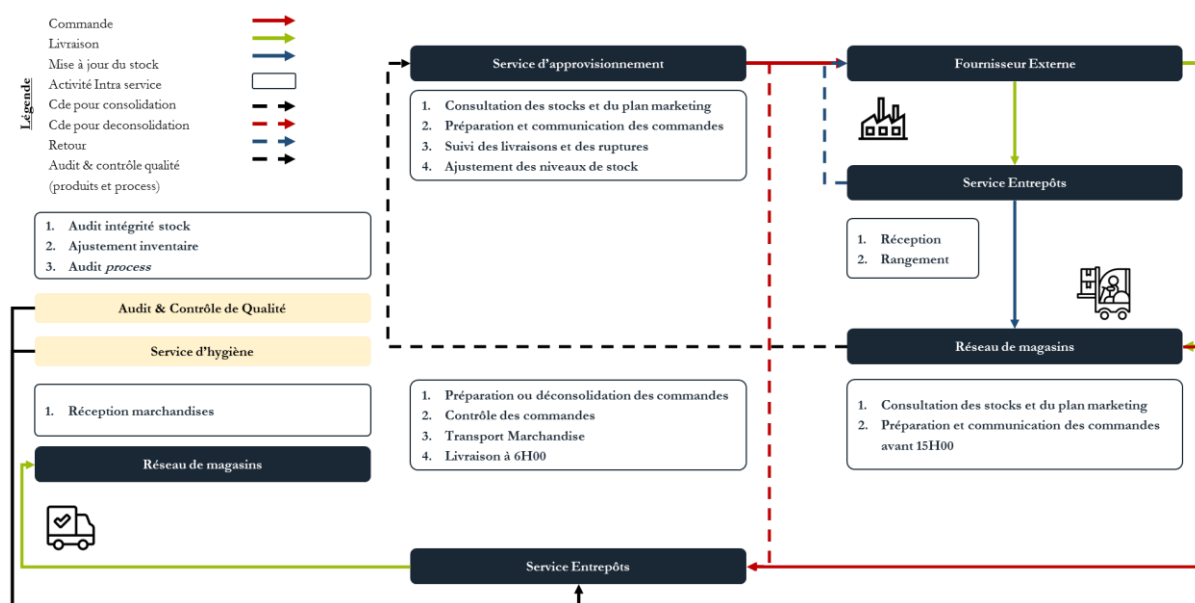 Légende
Commande
Livraison
Mise à jour du stock
Activité Intra service
Cde pour consolidation
Cde pour deconsolidation
Retour
Audit & contrôle qualité
(produits et process)
Service d'approvisionnement
1. Consultation des stocks et du plan marketing
2. Préparation et communication des commandes
3. Suivi des livraisons et des ruptures
4. Ajustement des niveaux de stock
Fournisseur Externe
Service Entrepôts
1. Réception
2. Rangement
Réseau de magasins
1. Consultation des stocks et du plan marketing
2. Préparation et communication des commandes
avant 15H00
1. Audit intégrité stock
2. Ajustement inventaire
3. Audit process
Audit & Contrôle de Qualité
Service d'hygiène
1. Réception marchandises
Réseau de magasins
1. Préparation ou déconsolidation des commandes
2. Contrôle des commandes
3. Transport Marchandise
4. Livraison à 6H00
Service Entrepôts